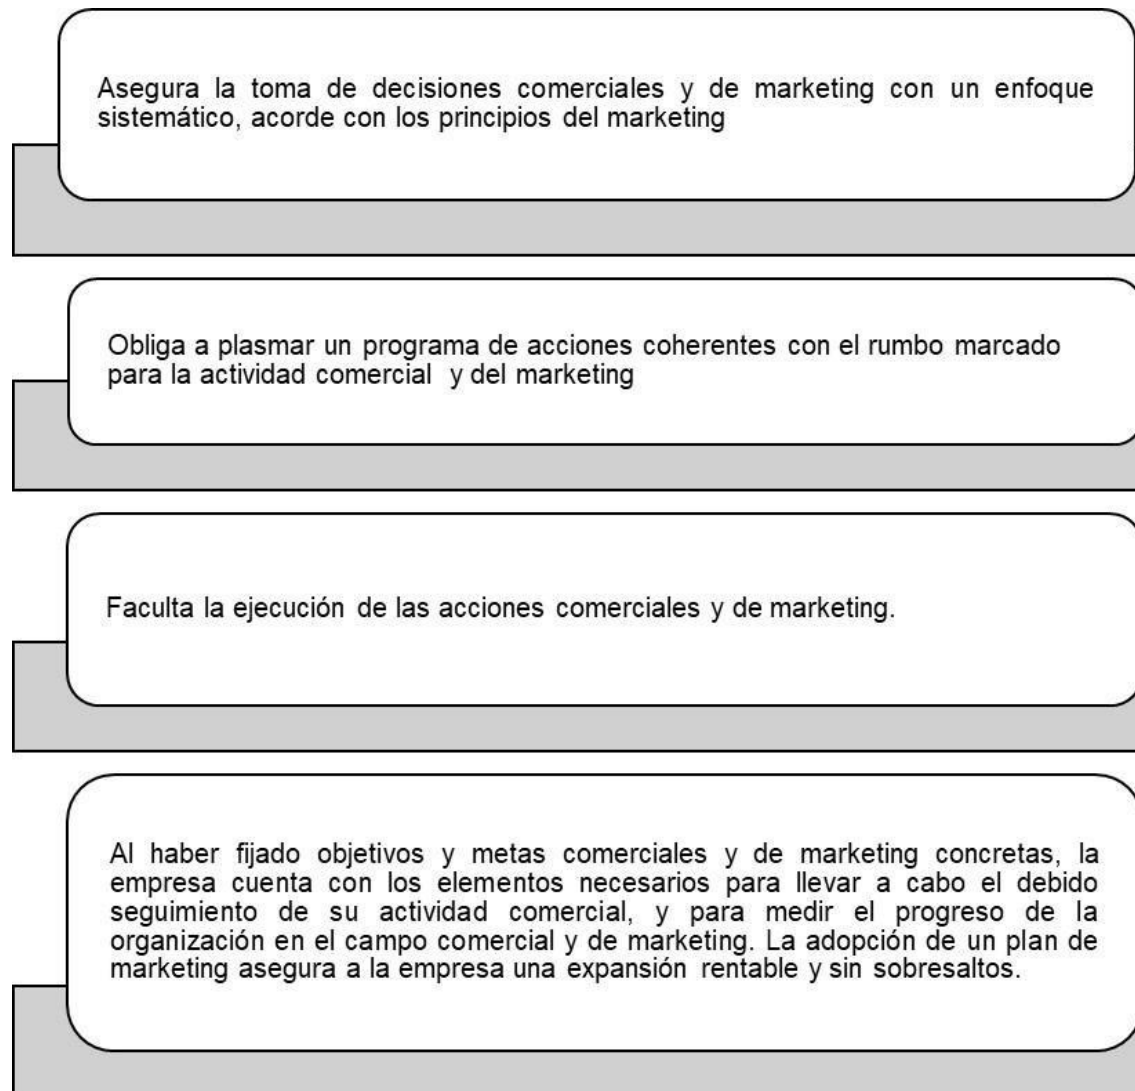 Asegura la toma de decisiones comerciales y de marketing con un enfoque
sistemático, acorde con los principios del marketing
Obliga a plasmar un programa de acciones coherentes con el rumbo marcado
para la actividad comercial y del marketing
Faculta la ejecución de las acciones comerciales y de marketing.
Al haber fijado objetivos y metas comerciales y de marketing concretas, la
empresa cuenta con los elementos necesarios para llevar a cabo el debido
seguimiento de su actividad comercial, y para medir el progreso de la
organización en el campo comercial y de marketing. La adopción de un plan de
marketing asegura a la empresa una expansión rentable y sin sobresaltos.